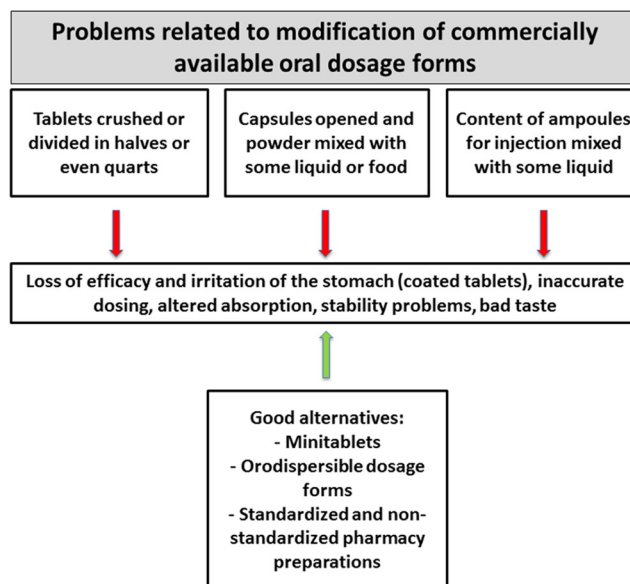 Problems related to modification of commercially
available oral dosage forms
Tablets crushed or
divided in halves or
even quarts
Capsules opened and
powder mixed with
some liquid or food
Content of ampoules
for injection mixed
with some liquid
Loss of efficacy and irritation of the stomach (coated tablets), inaccurate
dosing, altered absorption, stability problems, bad taste
Good alternatives:
- Minitablets
- Orodispersible dosage
forms
- Standardized and non-
standardized pharmacy
preparations